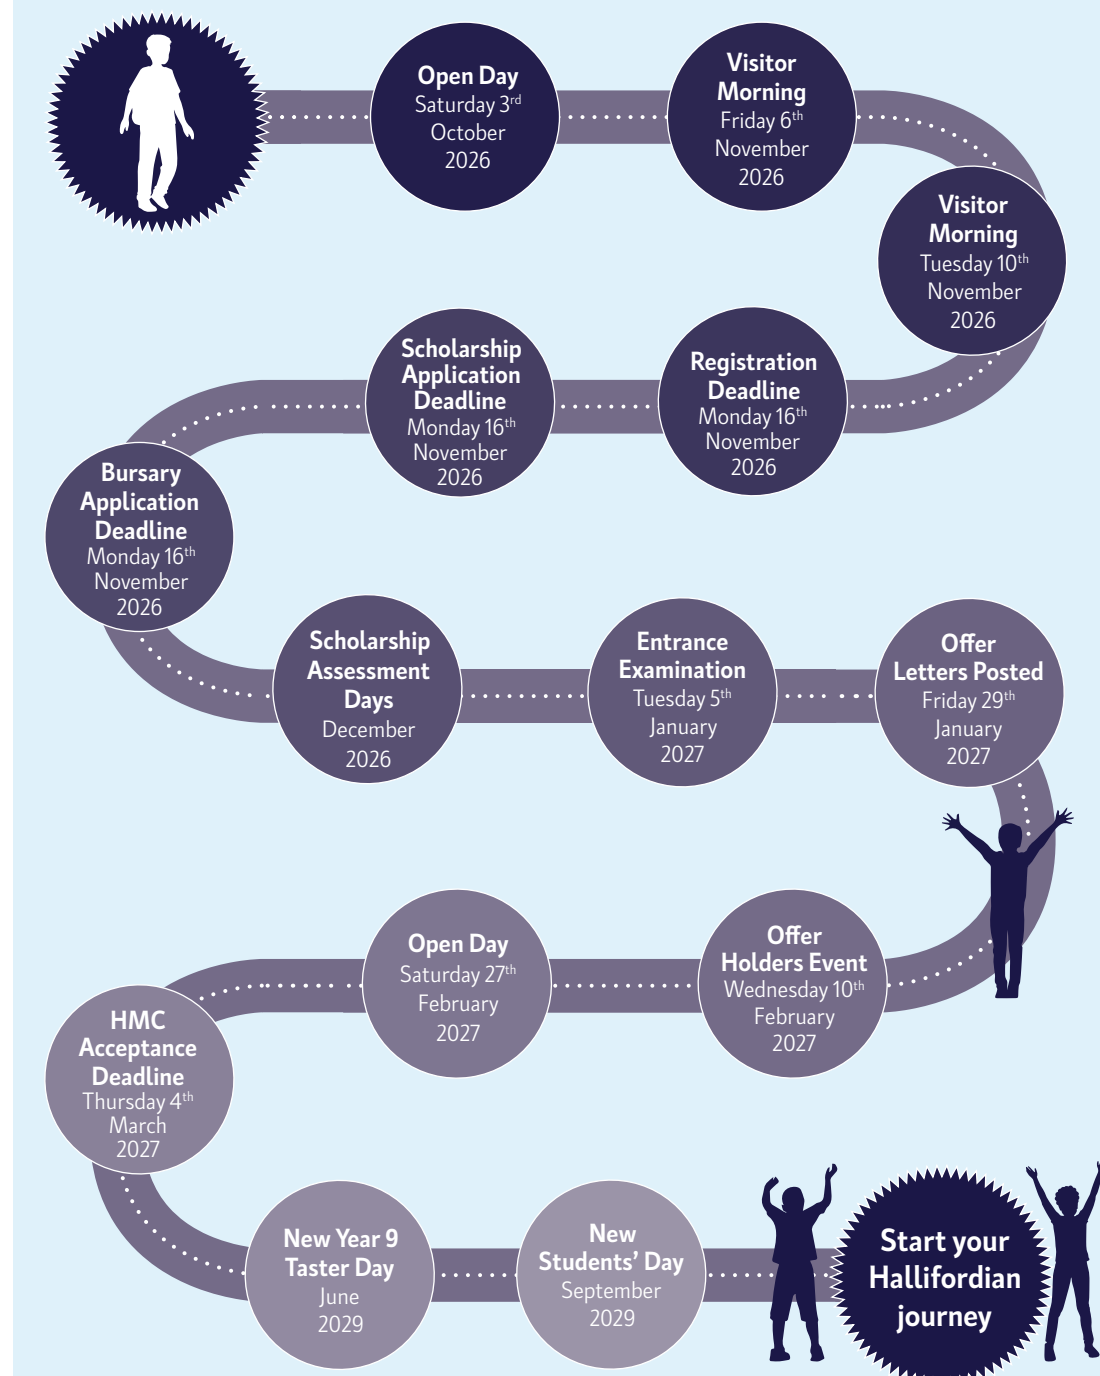 Open Day
Saturday 3rd
October
2026
Visitor
Morning
Friday 6th
November
2026
Visitor
Morning
Tuesday 10th
November
2026
Registration
Deadline
Monday 16th
November
2026
Scholarship
Application
Deadline
Monday 16th
November
2026
Bursary
Application
Deadline
Monday 16th
November
2026
Scholarship
Assessment
Days
December
2026
Entrance
Examination
Tuesday 5th
January
2027
Offer
Letters Posted
Friday 29th
January
2027
Offer
Holders Event
Wednesday 10th
February
2027
Open Day
Saturday 27th
February
2027
HMC
Acceptance
Deadline
Thursday 4th
March
2027
New Year 9
Taster Day
June
2029
New
Students’ Day
September
2029
Start your
Hallifordian
journey